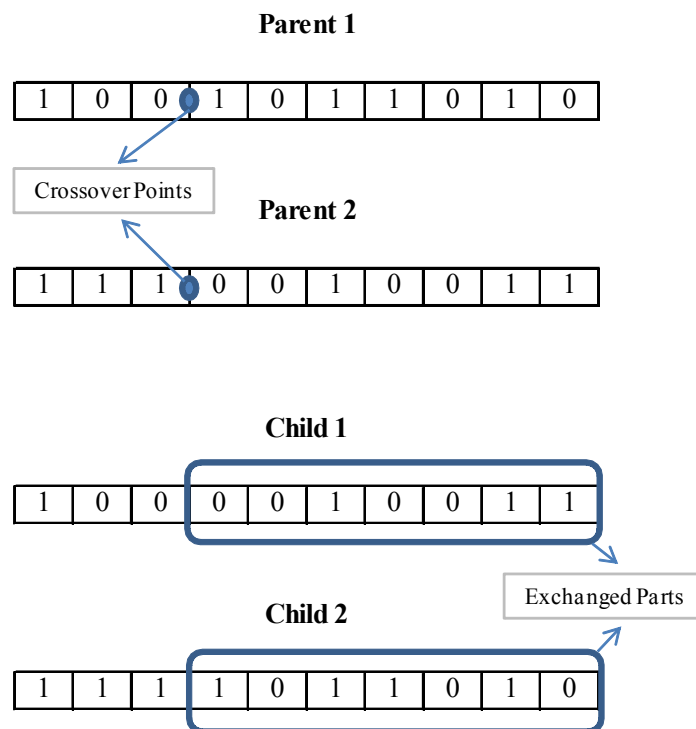 Parent 1
1 0 0 1 0 1 1 0 1 0
Crossover Points
Parent 2
1 1 1 0 0 1 0 0 1 1
Child 1
1 0 0 0 0 1 0 0 1 1
Exchanged Parts
Child 2
1 1 1 1 0 1 1 0 1 0